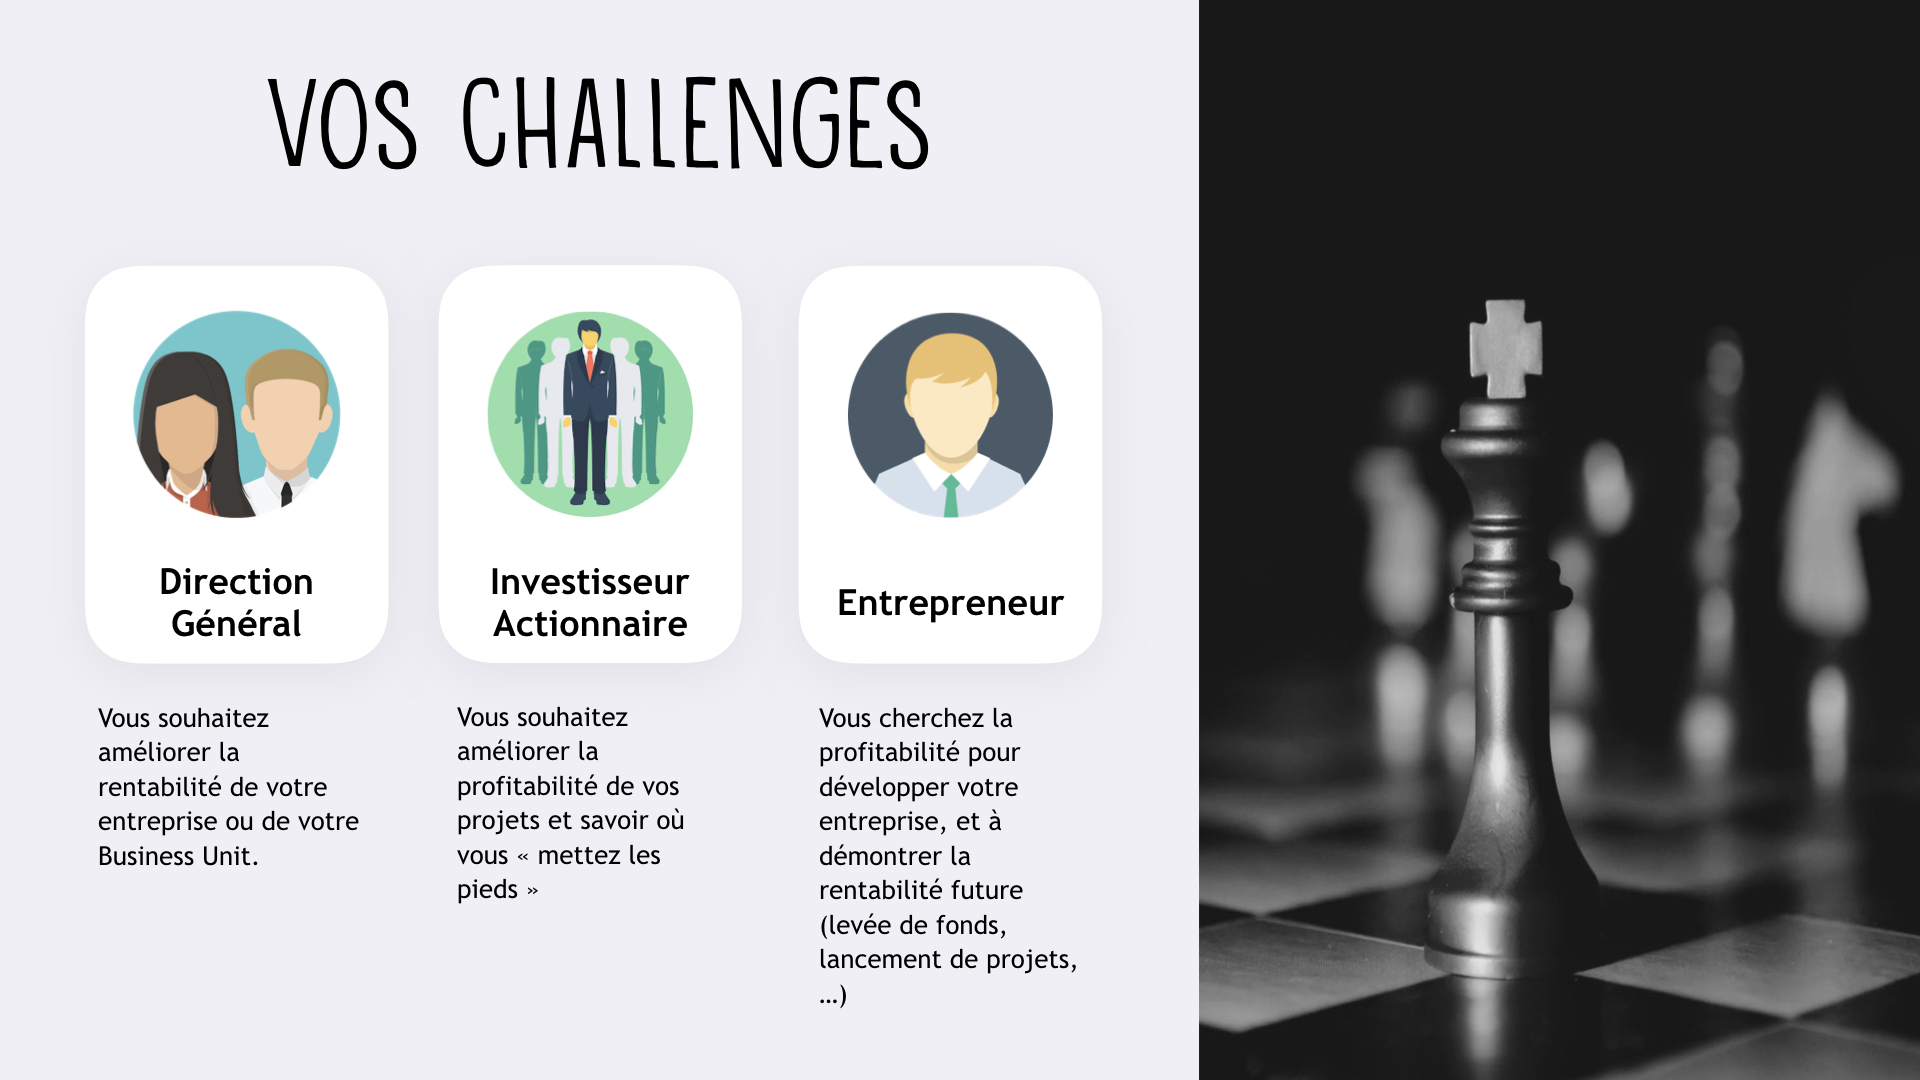 VOS CHALLENGES
Direction
Général
Vous souhaitez
améliorer la
rentabilité de votre
entreprise ou de votre
Business Unit.
Investisseur
Actionnaire
Vous souhaitez
améliorer la
profitabilité de vos
projets et savoir où
vous « mettez les
pieds »
Entrepreneur
Vous cherchez la
profitabilité pour
développer votre
entreprise, et à
démontrer la
rentabilité future
(levée de fonds,
lancement de projets,
…)